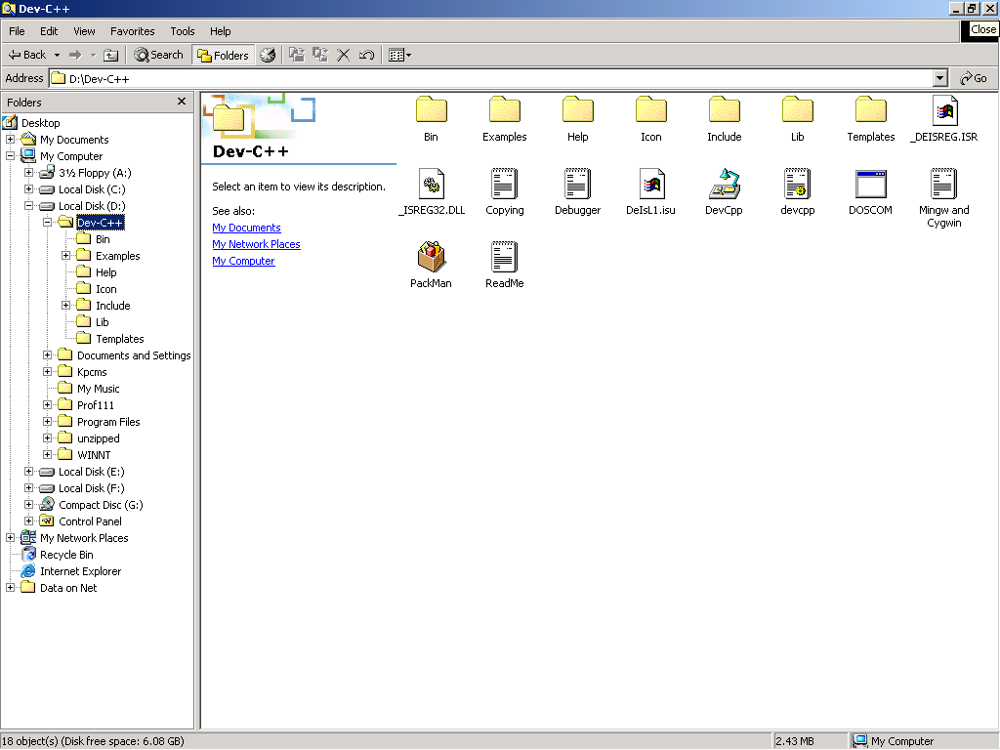 Dev-C++
File Edit View Favorites Tools Help
Close
Back Search Folders
Address D:\Dev-C++ Go
Folders
Desktop
My Documents
My Computer
3½ Floppy (A:)
Local Disk (C:)
Local Disk (D:)
Dev-C++
Bin
Examples
Help
Icon
Include
Lib
Templates
Documents and Settings
Kpcms
My Music
Prof111
Program Files
unzipped
WINNT
Local Disk (E:)
Local Disk (F:)
Compact Disc (G:)
Control Panel
My Network Places
Recycle Bin
Internet Explorer
Data on Net
Dev-C++
Select an item to view its description.
See also:
My Documents
My Network Places
My Computer
Bin Examples Help Icon Include Lib Templates _DEISREG.ISR
_ISREG32.DLL Copying Debugger DeIsL1.isu DevCpp devcpp DOSCOM Mingw and
Cygwin
PackMan ReadMe
18 object(s) (Disk free space: 6.08 GB) 2.43 MB My Computer